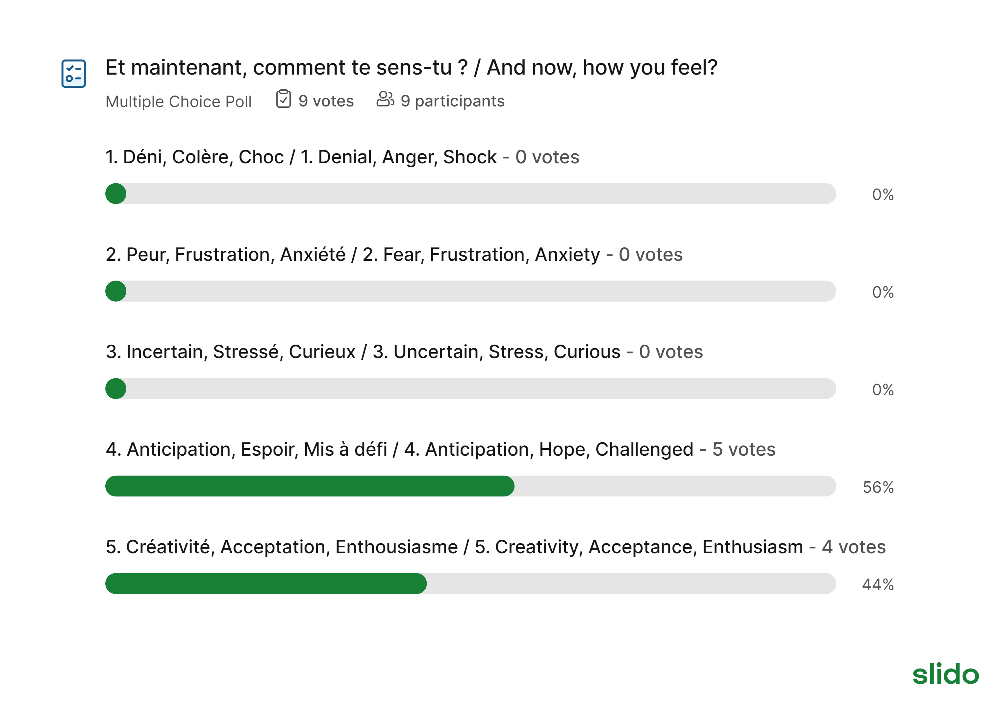 Et maintenant, comment te sens-tu ? / And now, how you feel?
Multiple Choice Poll 9 votes 9 participants
1. Déni, Colère, Choc / 1. Denial, Anger, Shock - 0 votes
0%
2. Peur, Frustration, Anxiété / 2. Fear, Frustration, Anxiety - 0 votes
0%
3. Incertain, Stressé, Curieux / 3. Uncertain, Stress, Curious - 0 votes
0%
4. Anticipation, Espoir, Mis à défi / 4. Anticipation, Hope, Challenged - 5 votes
56%
5. Créativité, Acceptation, Enthousiasme / 5. Creativity, Acceptance, Enthusiasm - 4 votes
44%
slido